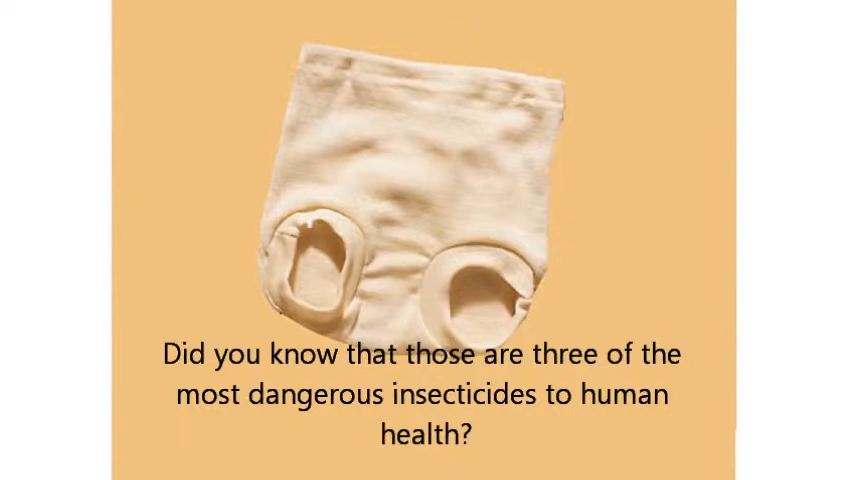 Did you know that those are three of the
most dangerous insecticides to human
health?